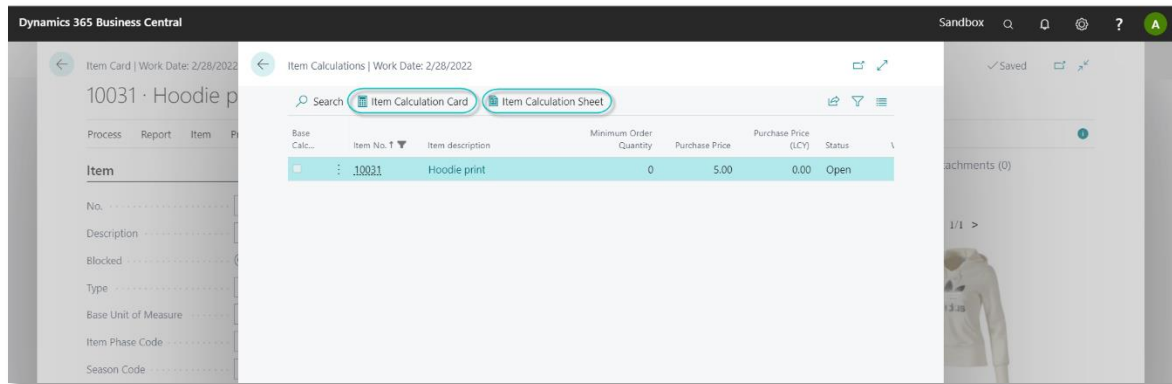 Dynamics 365 Business Central
Sandbox
?
A
Item Card | Work Date: 2/28/2022
Saved
10031 · Hoodie p
Process Report Item P
Item
No.
Description
Blocked
Type
Base Unit of Measure
Item Phase Code
Season Code
Item Calculations | Work Date: 2/28/2022
Search Item Calculation Card Item Calculation Sheet
Base Calc... Item No. ↑ Item description Minimum Order Quantity Purchase Price Purchase Price (LCY) Status
10031 Hoodie print 0 5.00 0.00 Open
achments (0)
1/1 >